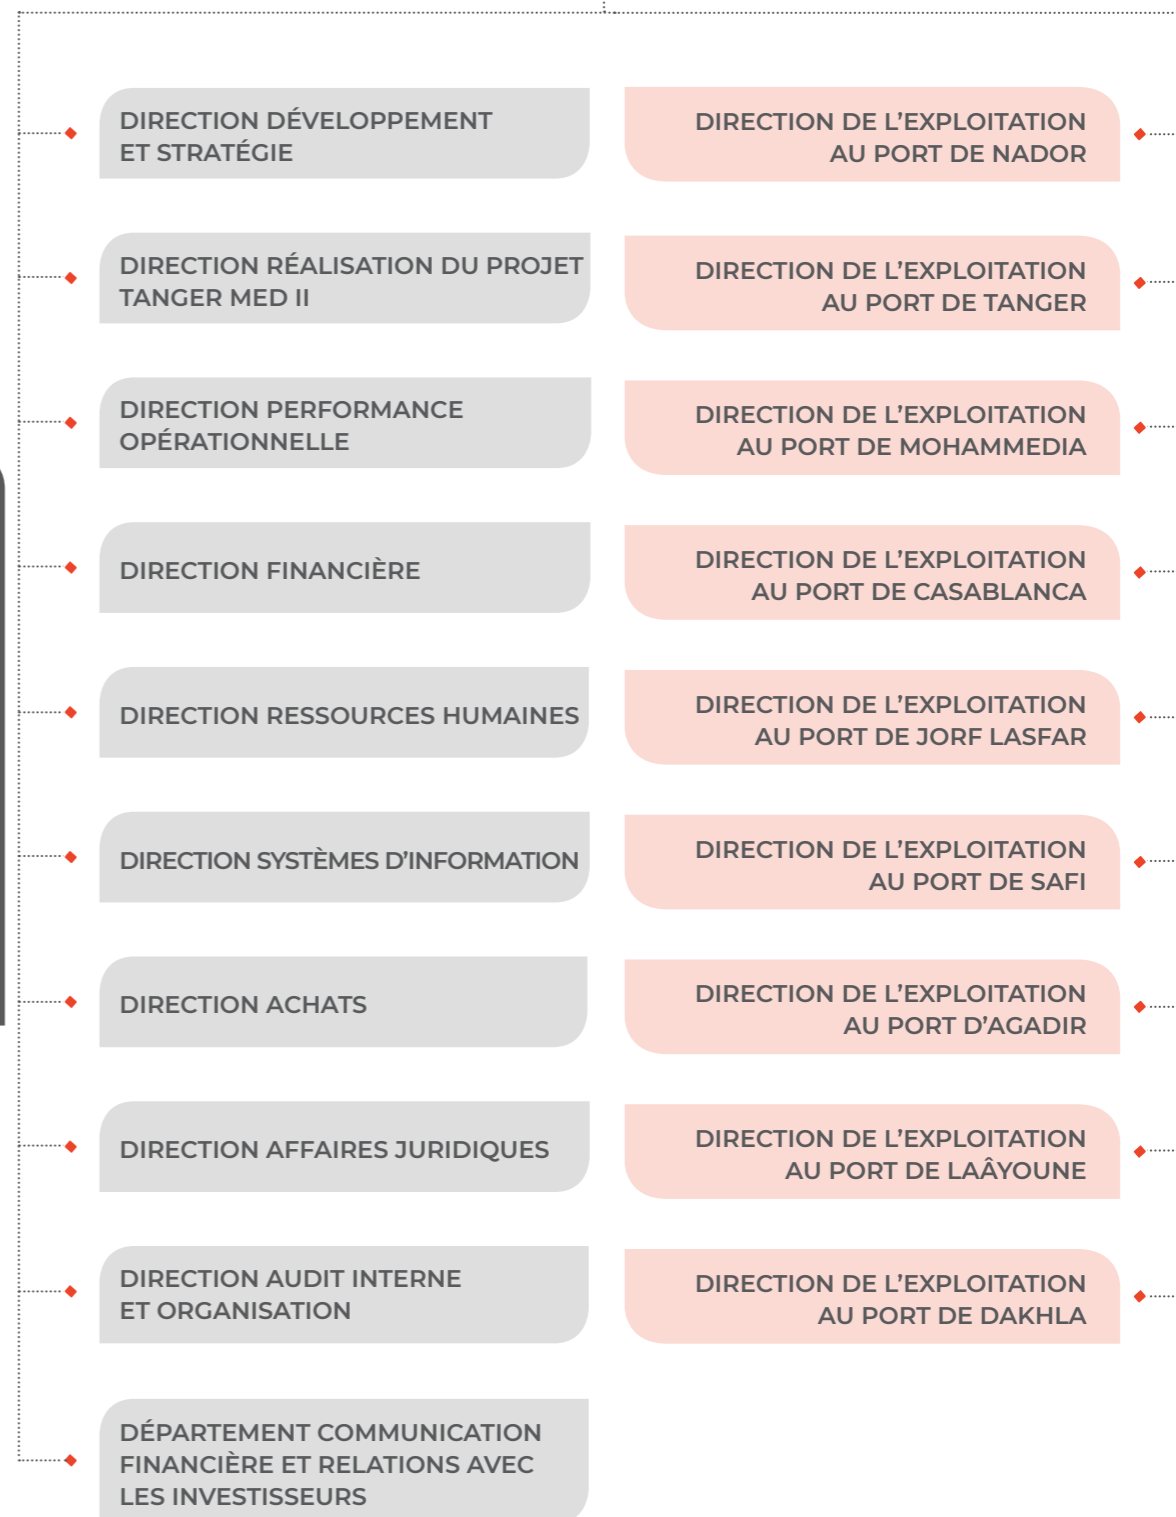 DIRECTION DÉVELOPPEMENT
ET STRATÉGIE
DIRECTION RÉALISATION DU PROJET
TANGER MED II
DIRECTION PERFORMANCE
OPÉRATIONNELLE
DIRECTION FINANCIÈRE
DIRECTION RESSOURCES HUMAINES
DIRECTION SYSTÈMES D’INFORMATION
DIRECTION ACHATS
DIRECTION AFFAIRES JURIDIQUES
DIRECTION AUDIT INTERNE
ET ORGANISATION
DÉPARTEMENT COMMUNICATION
FINANCIÈRE ET RELATIONS AVEC
LES INVESTISSEURS
DIRECTION DE L’EXPLOITATION
AU PORT DE NADOR
DIRECTION DE L’EXPLOITATION
AU PORT DE TANGER
DIRECTION DE L’EXPLOITATION
AU PORT DE MOHAMMEDIA
DIRECTION DE L’EXPLOITATION
AU PORT DE CASABLANCA
DIRECTION DE L’EXPLOITATION
AU PORT DE JORF LASFAR
DIRECTION DE L’EXPLOITATION
AU PORT DE SAFI
DIRECTION DE L’EXPLOITATION
AU PORT D’AGADIR
DIRECTION DE L’EXPLOITATION
AU PORT DE LAÂYOUNE
DIRECTION DE L’EXPLOITATION
AU PORT DE DAKHLA